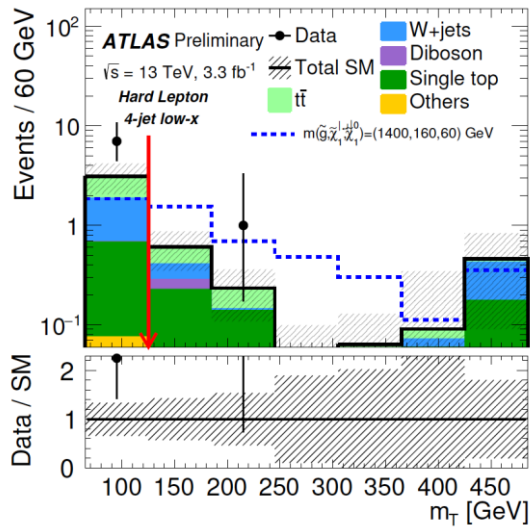 Events / 60 GeV
10²
10
1
10⁻¹
ATLAS Preliminary
√s = 13 TeV, 3.3 fb⁻¹
Hard Lepton
4-jet low-x
Data
Total SM
tt̄
W+jets
Diboson
Single top
Others
m(g̃,χ̃₁±,χ̃₁⁰)=(1400,160,60) GeV
Data / SM
2
1
0
100 150 200 250 300 350 400 450
m_T [GeV]